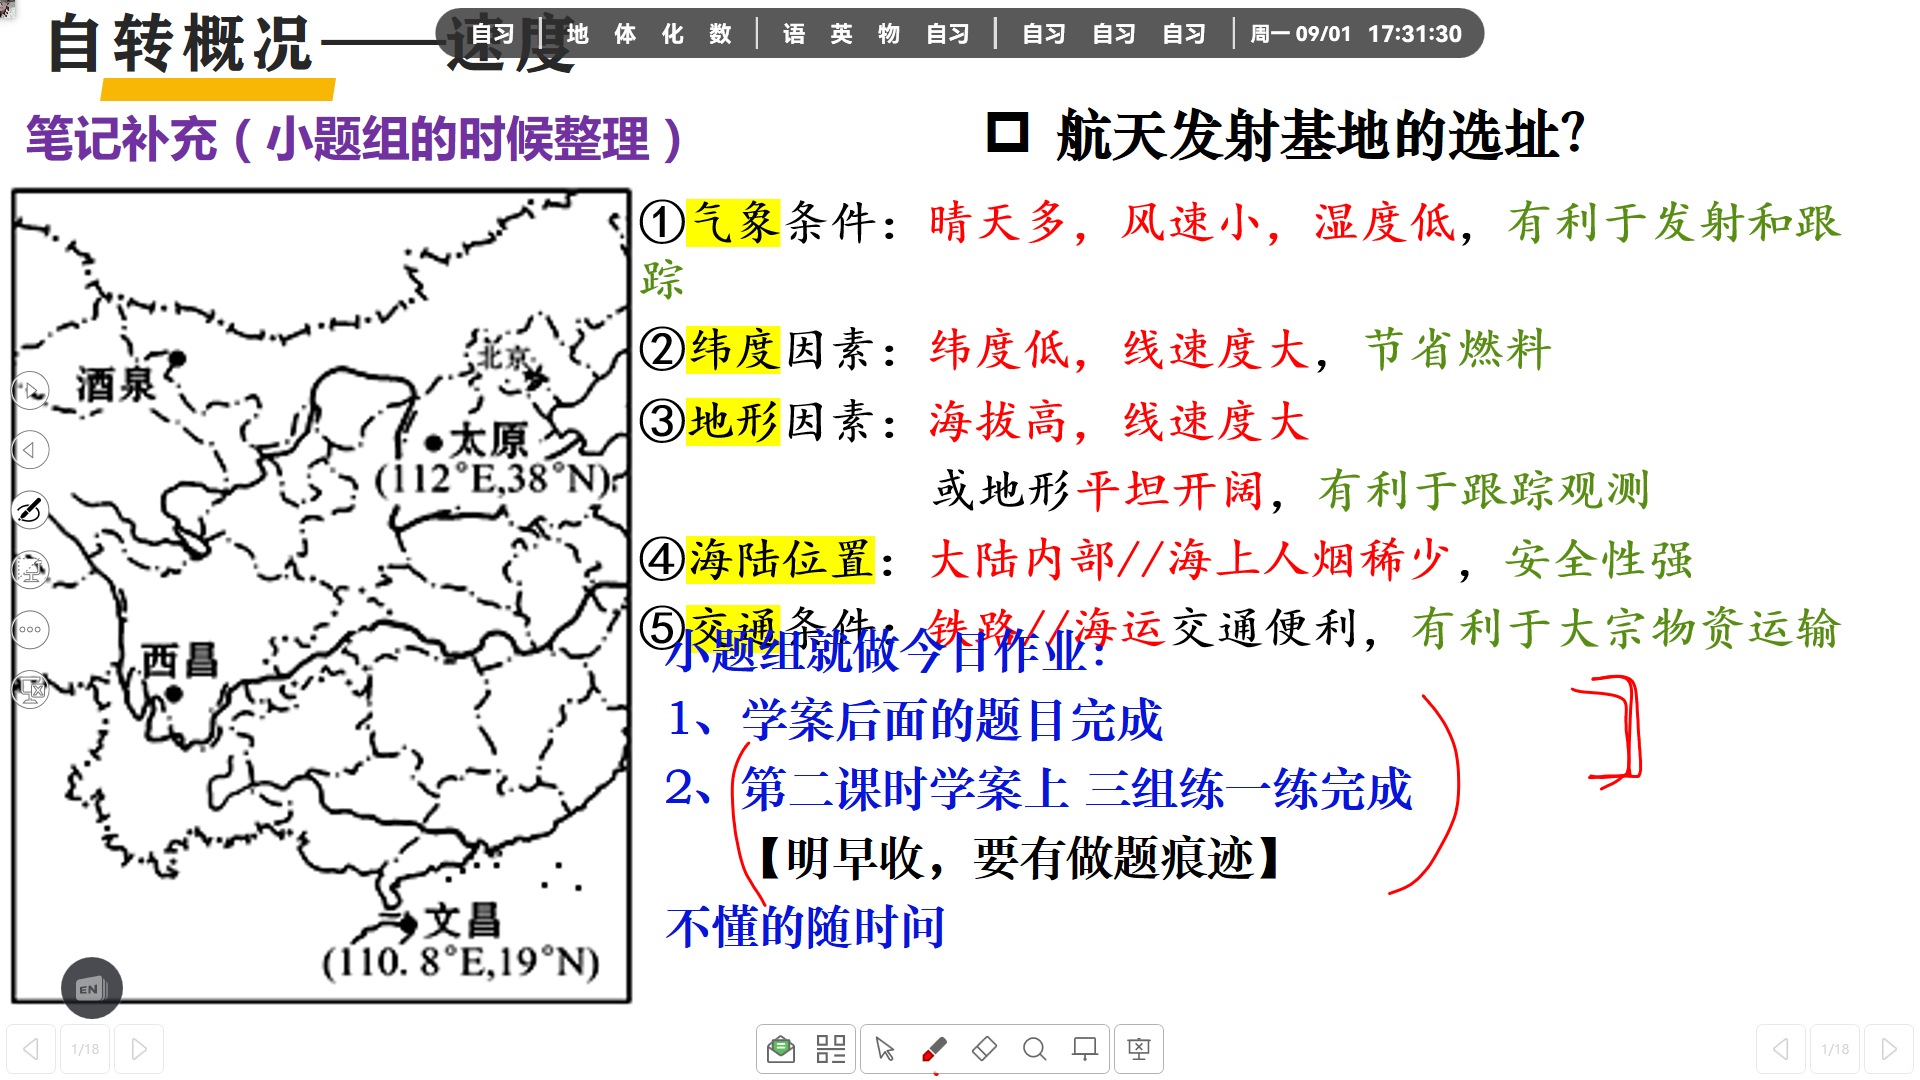 自习 | 地 体 化 数 | 语 英 物 自习 | 自习 自习 自习 | 周一 09/01 17:31:30
自转概况——速度
笔记补充（小题组的时候整理）
航天发射基地的选址?
①气象条件：晴天多，风速小，湿度低，有利于发射和跟
踪
②纬度因素：纬度低，线速度大，节省燃料
③地形因素：海拔高，线速度大
或地形平坦开阔，有利于跟踪观测
④海陆位置：大陆内部//海上人烟稀少，安全性强
⑤交通条件：铁路//海运交通便利，有利于大宗物资运输
小题组就做今日作业：
1、学案后面的题目完成
2、第二课时学案上 三组练一练完成
【明早收，要有做题痕迹】
不懂的随时问
北京
酒泉
太原
(112°E,38°N)
西昌
文昌
(110.8°E,19°N)
EN
1/18
1/18